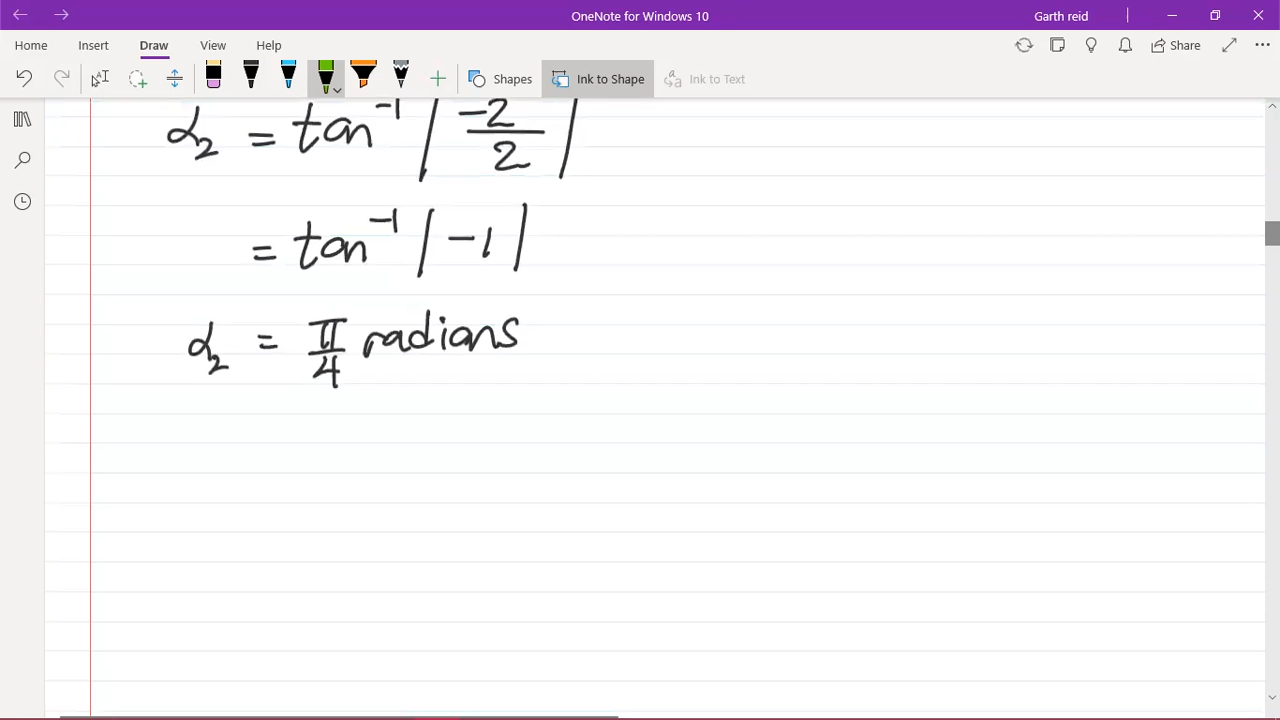 OneNote for Windows 10
Garth reid
Home Insert Draw View Help
Share
Shapes
Ink to Shape
Ink to Text
α₂ = tan⁻¹ | −2/2 |
= tan⁻¹ | −1 |
α₂ = π/4 radians